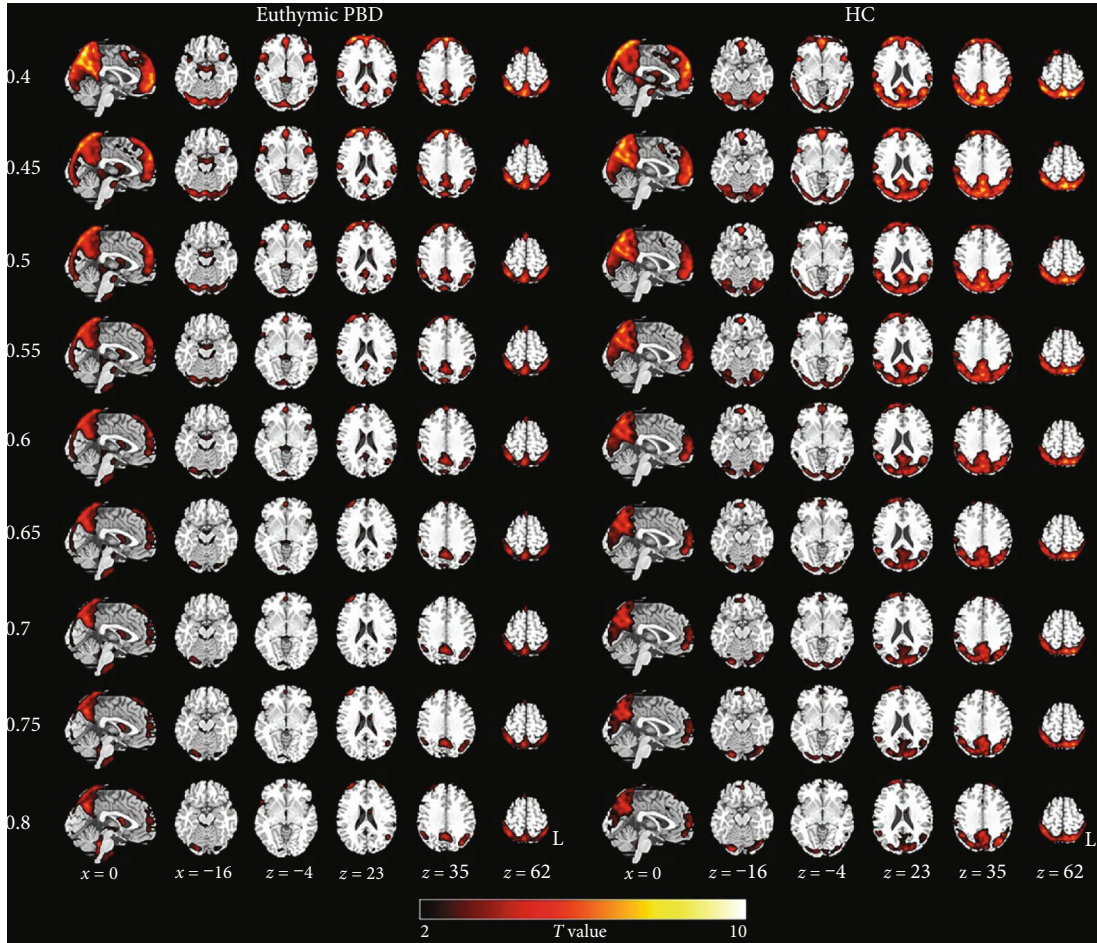 Euthymic PBD HC
0.4
0.45
0.5
0.55
0.6
0.65
0.7
0.75
0.8
L L
x = 0 x = −16 z = −4 z = 23 z = 35 z = 62 x = 0 z = −16 z = −4 z = 23 z = 35 z = 62
2 T value 10